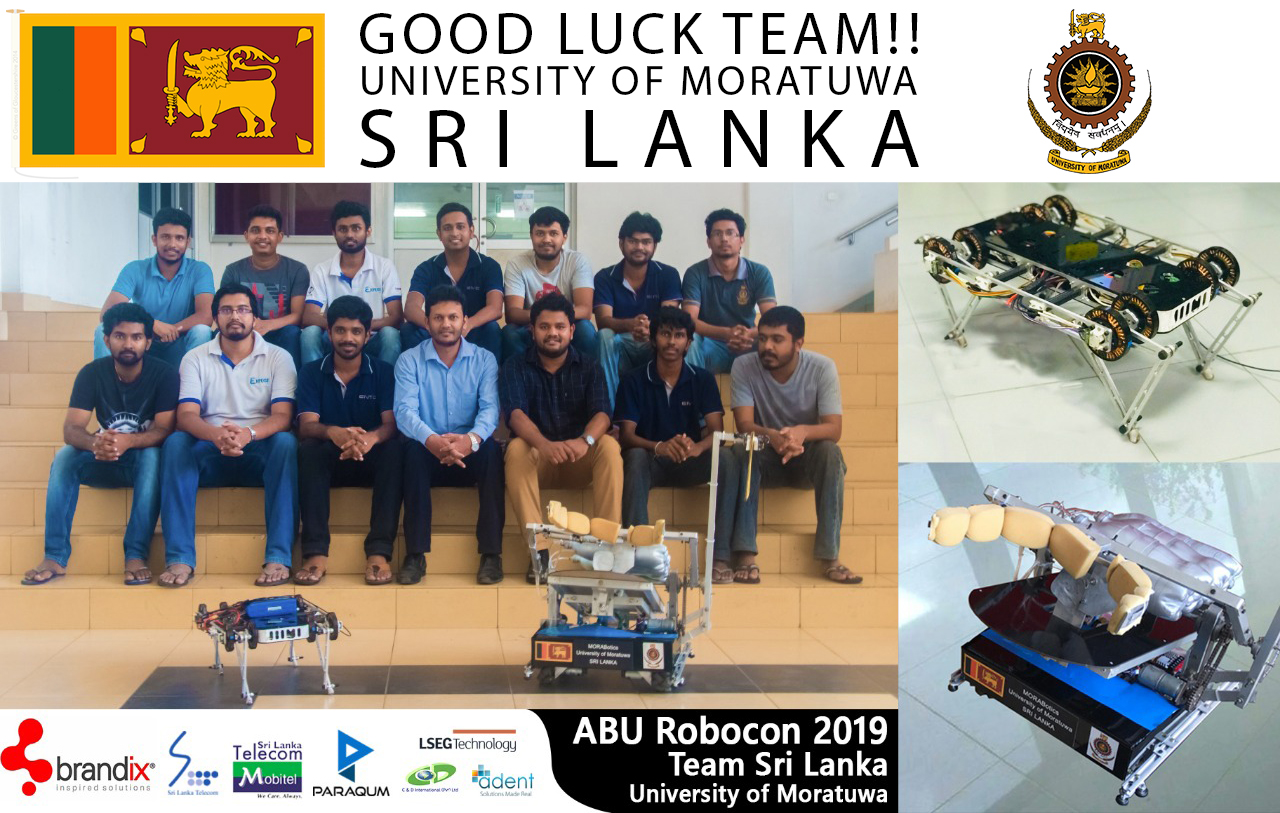 GOOD LUCK TEAM!!
UNIVERSITY OF MORATUWA
SRI LANKA
UNIVERSITY OF MORATUWA
MORABotics
University of Moratuwa
SRI LANKA
MORABotics
University of Moratuwa
SRI LANKA
brandix®
inspired solutions
Sri Lanka Telecom
Sri Lanka
Telecom
Mobitel
We Care. Always.
PARAQUM
LSEG Technology
C & D International (Pvt) Ltd
adent
Solutions Made Real
ABU Robocon 2019
Team Sri Lanka
University of Moratuwa